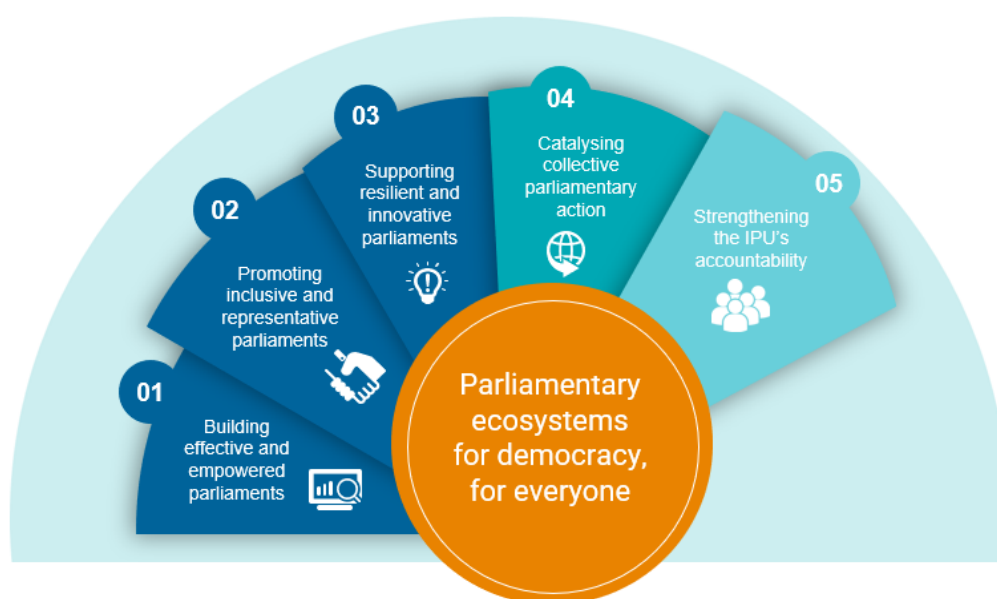 01
Building
effective and
empowered
parliaments
02
Promoting
inclusive and
representative
parliaments
03
Supporting
resilient and
innovative
parliaments
04
Catalysing
collective
parliamentary
action
05
Strengthening
the IPU's
accountability
Parliamentary
ecosystems
for democracy,
for everyone